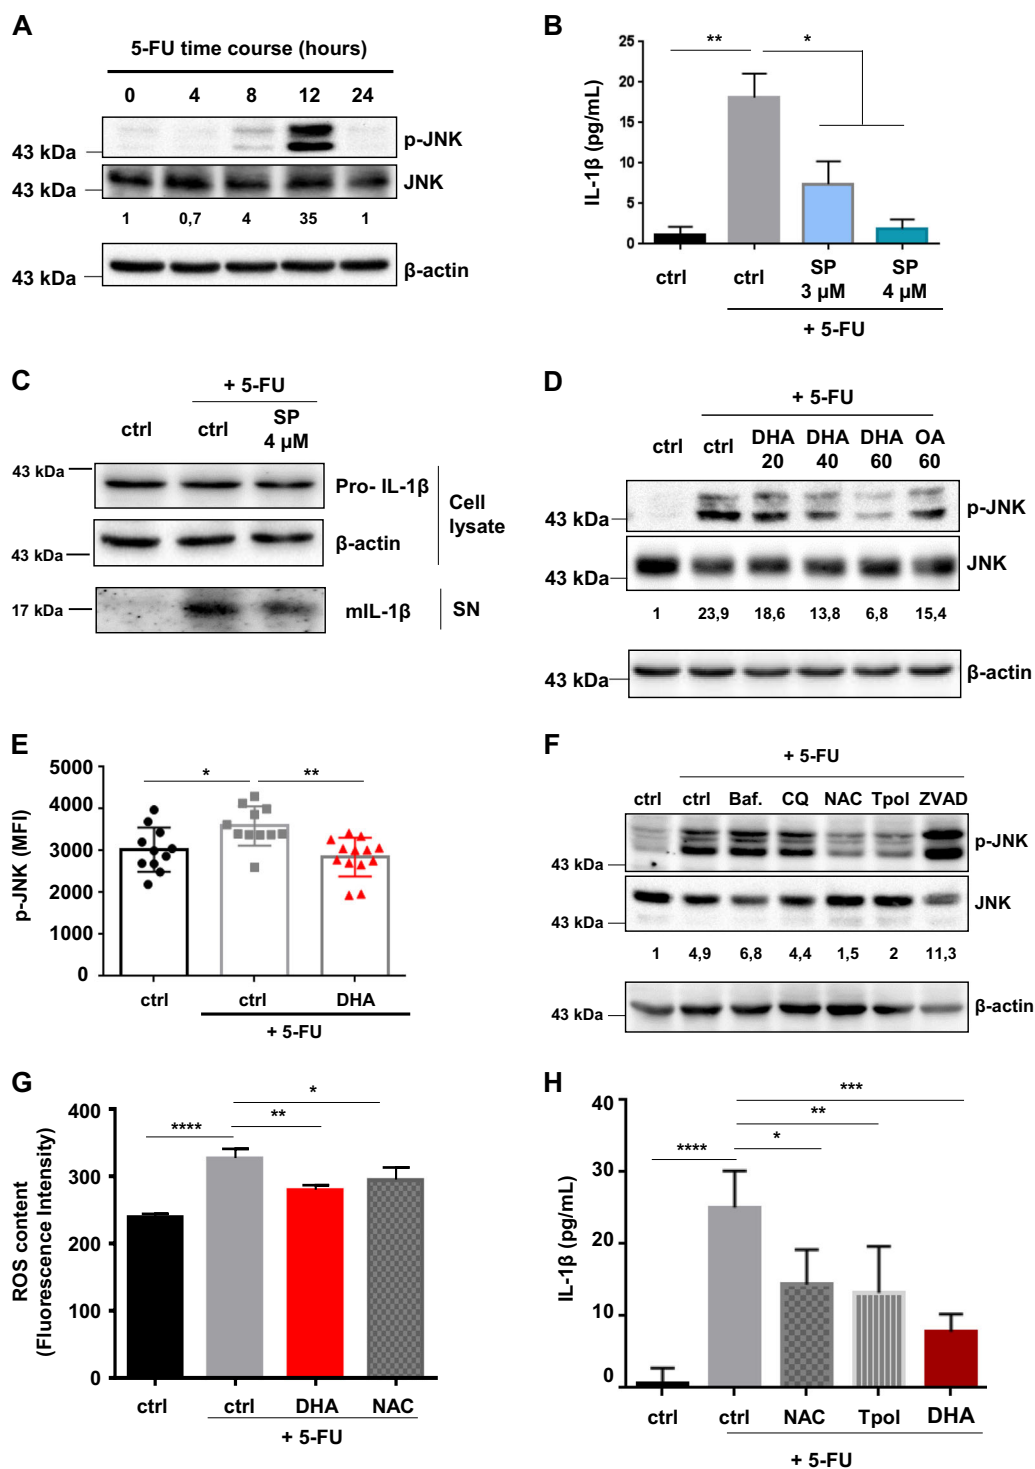 A
5-FU time course (hours)
0 4 8 12 24
p-JNK
43 kDa
JNK
1 0,7 4 35 1
43 kDa
β-actin
B
IL-1β (pg/mL)
25
20
15
10
5
0
** *
ctrl ctrl SP 3 μM SP 4 μM
+ 5-FU
C
+ 5-FU
ctrl ctrl SP 4 μM
43 kDa
Pro- IL-1β
β-actin
Cell lysate
43 kDa
17 kDa
mIL-1β
SN
D
+ 5-FU
ctrl ctrl DHA 20 DHA 40 DHA 60 OA 60
p-JNK
43 kDa
JNK
43 kDa
1 23,9 18,6 13,8 6,8 15,4
β-actin
43 kDa
E
p-JNK (MFI)
5000
4000
3000
2000
1000
0
* **
ctrl ctrl DHA
+ 5-FU
F
+ 5-FU
ctrl ctrl Baf. CQ NAC Tpol ZVAD
p-JNK
43 kDa
JNK
43 kDa
1 4,9 6,8 4,4 1,5 2 11,3
β-actin
43 kDa
G
ROS content
(Fluorescence Intensity)
400
300
200
100
0
*
**
****
ctrl ctrl DHA NAC
+ 5-FU
H
IL-1β (pg/mL)
40
30
20
10
0
***
**
*
****
ctrl ctrl NAC Tpol DHA
+ 5-FU